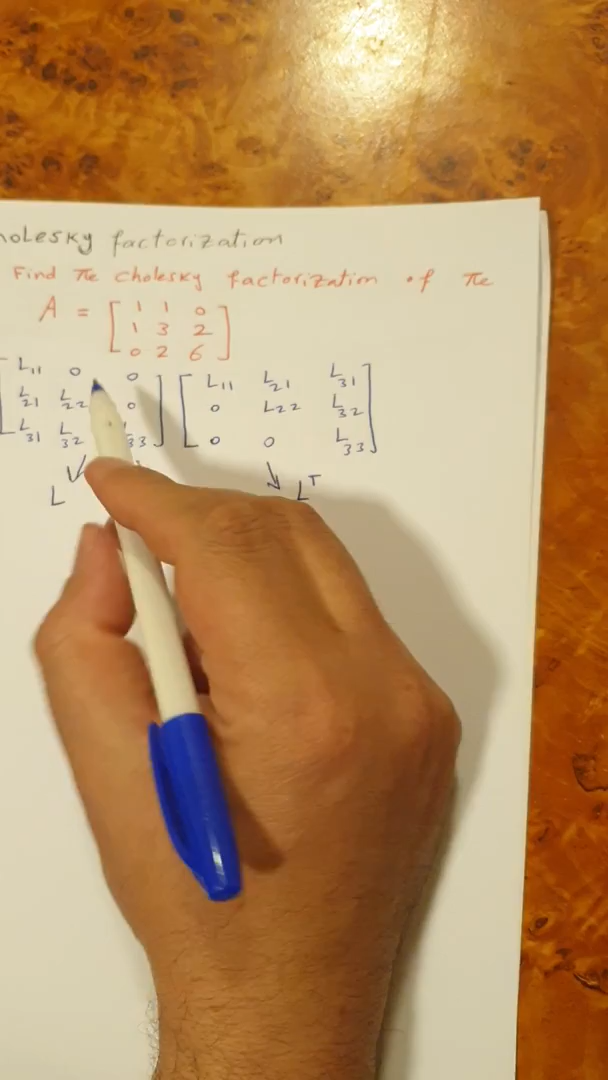 holesky factorization
Find The cholesky factorization of The
A = [ 1 1 0
1 3 2
0 2 6 ]
L11 0 0 ] [ L11 L21 L31 ]
L21 L22 0 0 L22 L32
L31 L32 L33 0 0 L33
L L^T